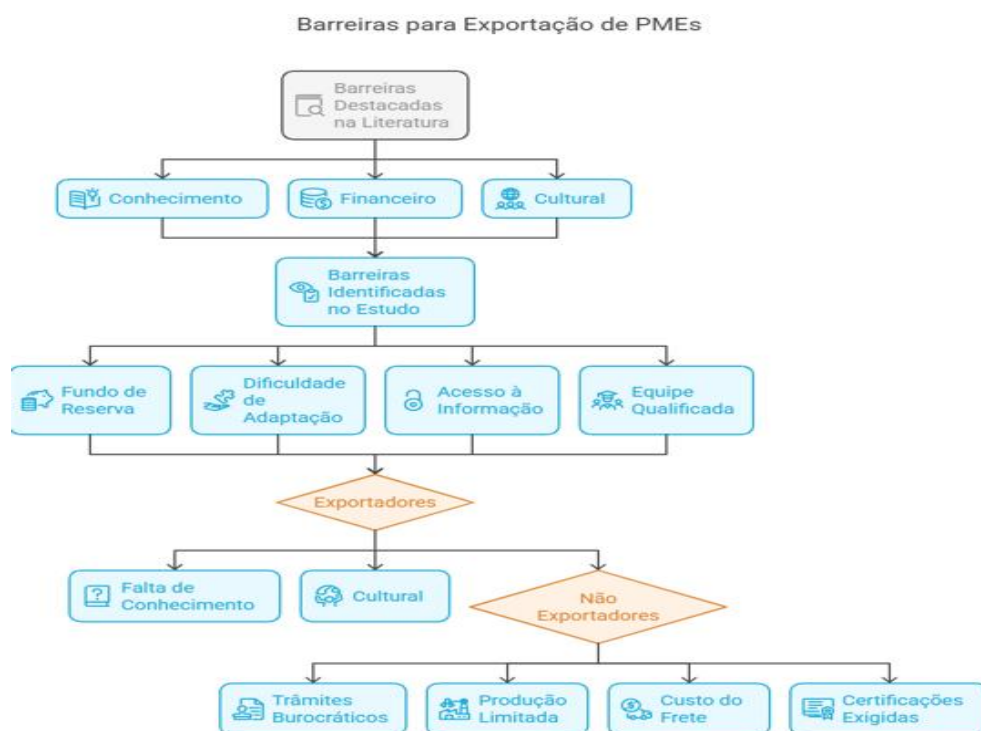 Barreiras para Exportação de PMEs
Barreiras
Destacadas
na Literatura
Conhecimento
Financeiro
Cultural
Barreiras
Identificadas
no Estudo
Fundo de
Reserva
Dificuldade
de
Adaptação
Acesso à
Informação
Equipe
Qualificada
Exportadores
Falta de
Conhecimento
Cultural
Não
Exportadores
Trâmites
Burocráticos
Produção
Limitada
Custo do
Frete
Certificações
Exigidas